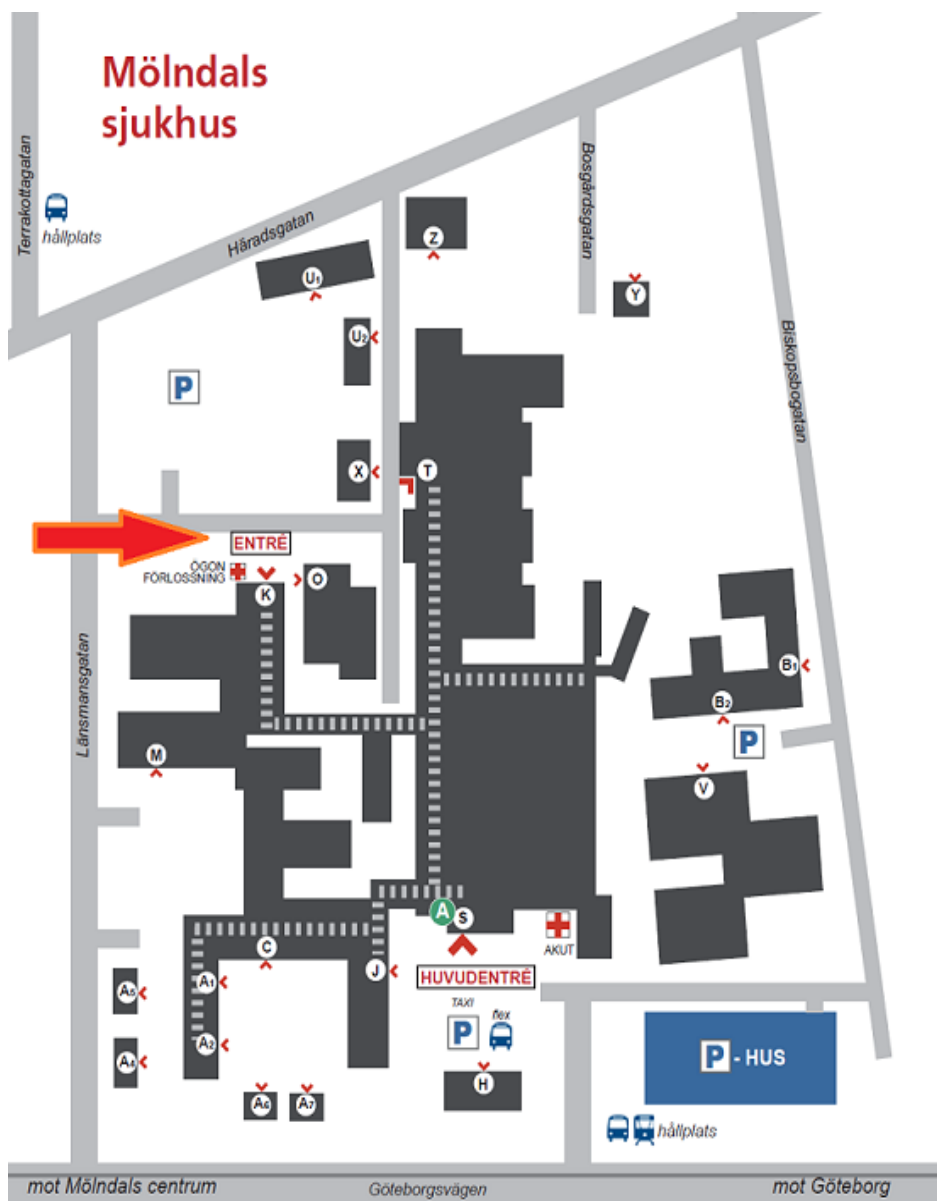 Mölndals
sjukhus
Terrakottagatan
hållplats
Häradsgatan
Bosgårdsgatan
Biskopsbogatan
Z
U1
Y
U2
P
X
T
ENTRÉ
ÖGON
FÖRLOSSNING
K
O
Länsmansgatan
B1
B2
P
M
V
A
S
AKUT
C
J
HUVUDENTRÉ
A1
A5
TAXI
flex
P
A2
A4
H
P - HUS
A6
A7
hållplats
mot Mölndals centrum
Göteborgsvägen
mot Göteborg